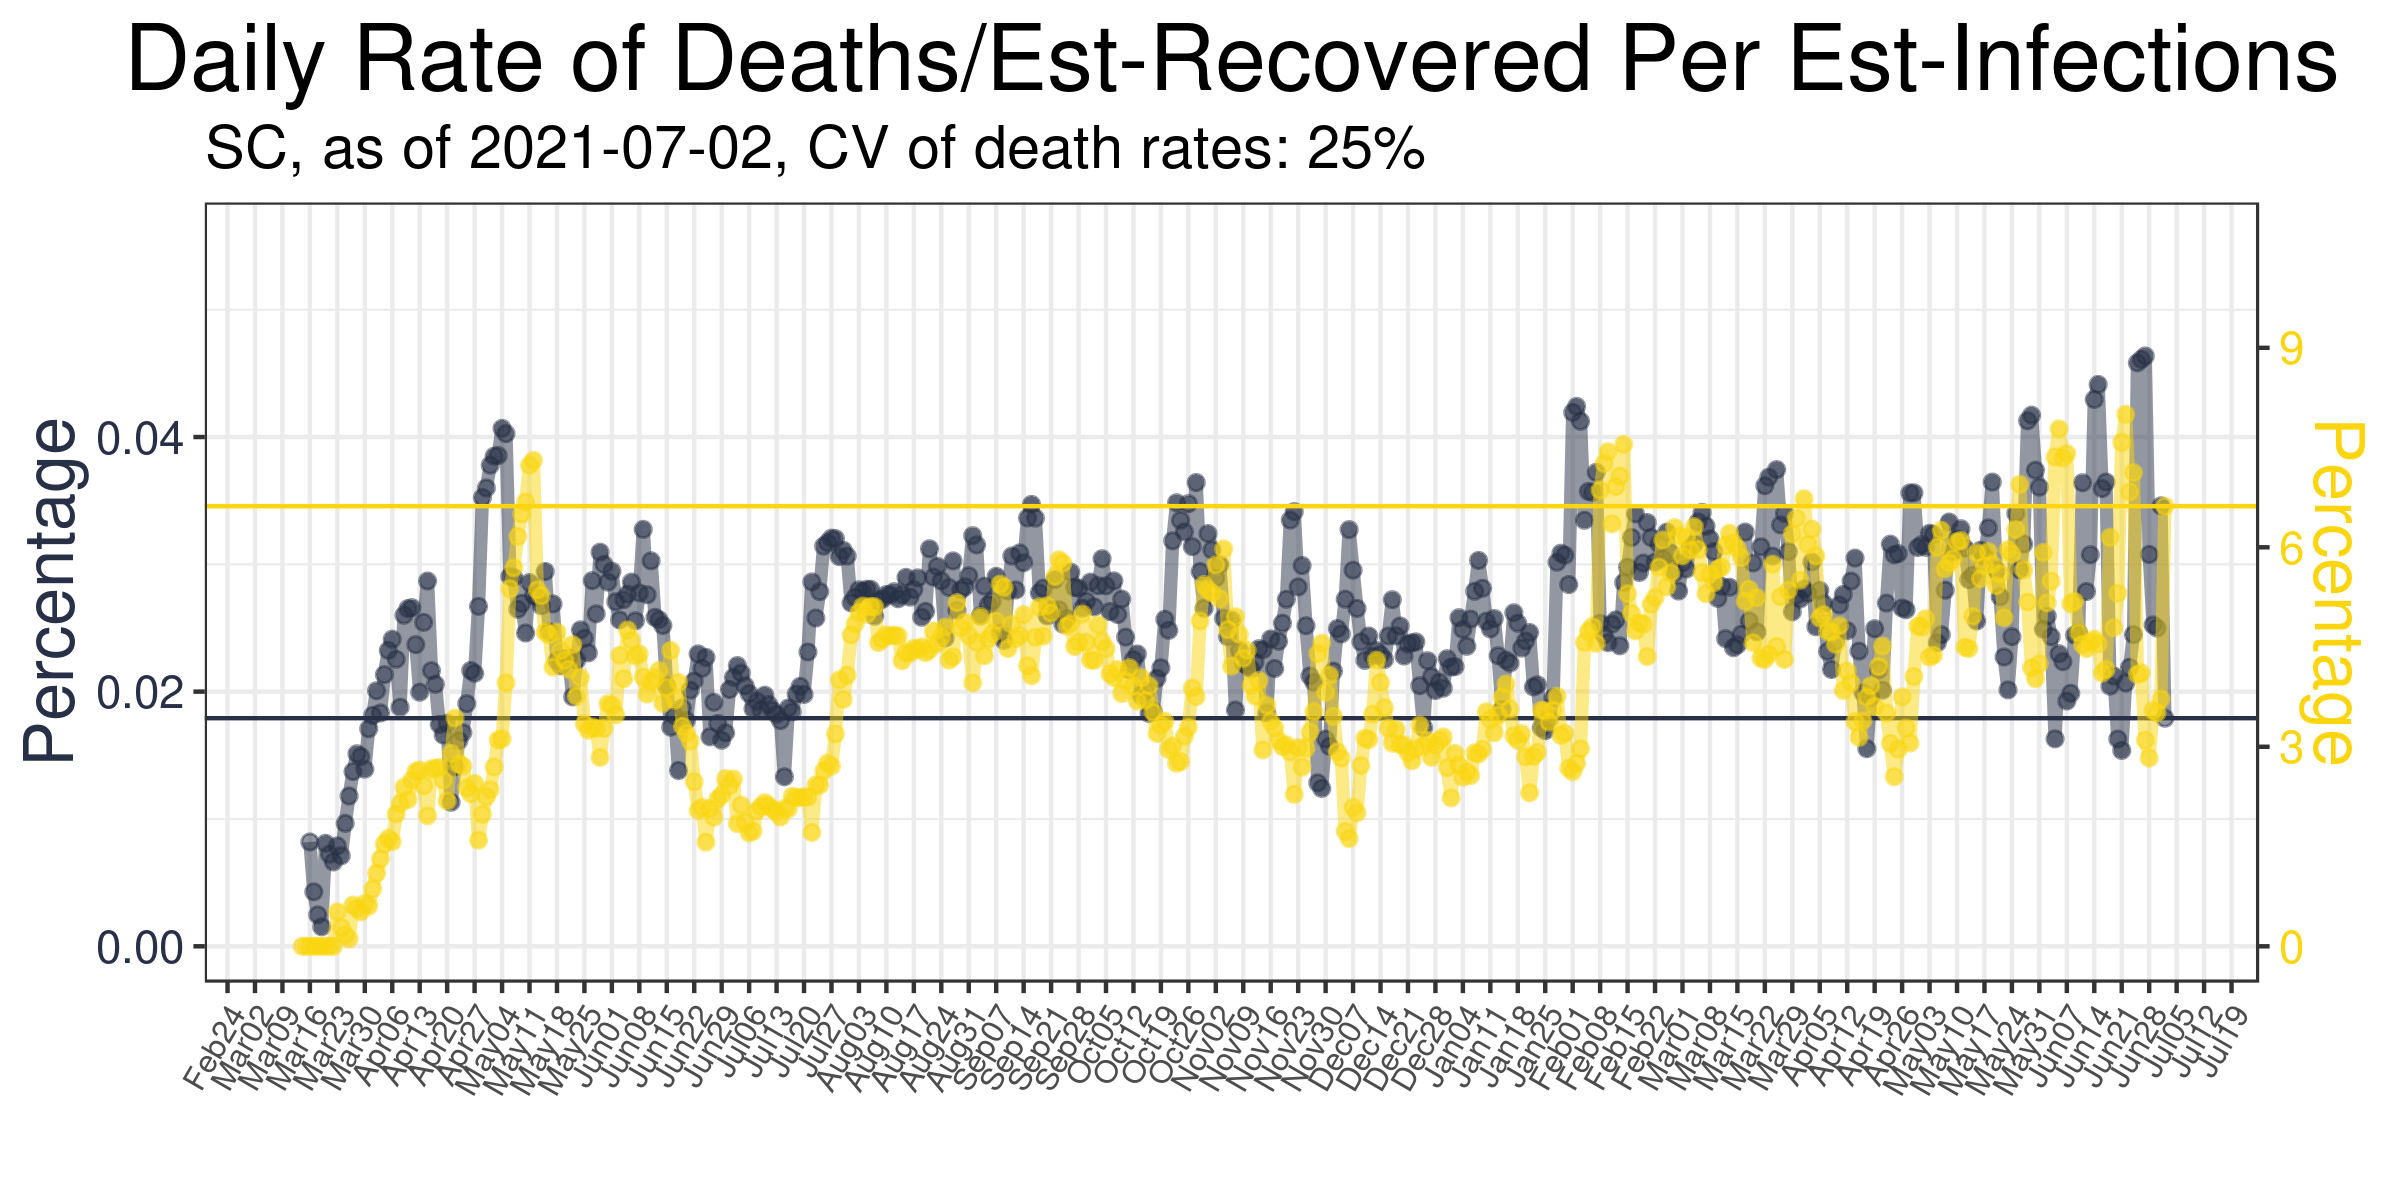 Daily Rate of Deaths/Est-Recovered Per Est-Infections
SC, as of 2021-07-02, CV of death rates: 25%
Percentage
0.04
0.02
0.00
9
6
3
0
Percentage
Feb24
Mar02
Mar09
Mar16
Mar23
Mar30
Apr06
Apr13
Apr20
Apr27
May04
May11
May18
May25
Jun01
Jun08
Jun15
Jun22
Jun29
Jul06
Jul13
Jul20
Jul27
Aug03
Aug10
Aug17
Aug24
Aug31
Sep07
Sep14
Sep21
Sep28
Oct05
Oct12
Oct19
Oct26
Nov02
Nov09
Nov16
Nov23
Nov30
Dec07
Dec14
Dec21
Dec28
Jan04
Jan11
Jan18
Jan25
Feb01
Feb08
Feb15
Feb22
Mar01
Mar08
Mar15
Mar22
Mar29
Apr05
Apr12
Apr19
Apr26
May03
May10
May17
May24
May31
Jun07
Jun14
Jun21
Jun28
Jul05
Jul12
Jul19